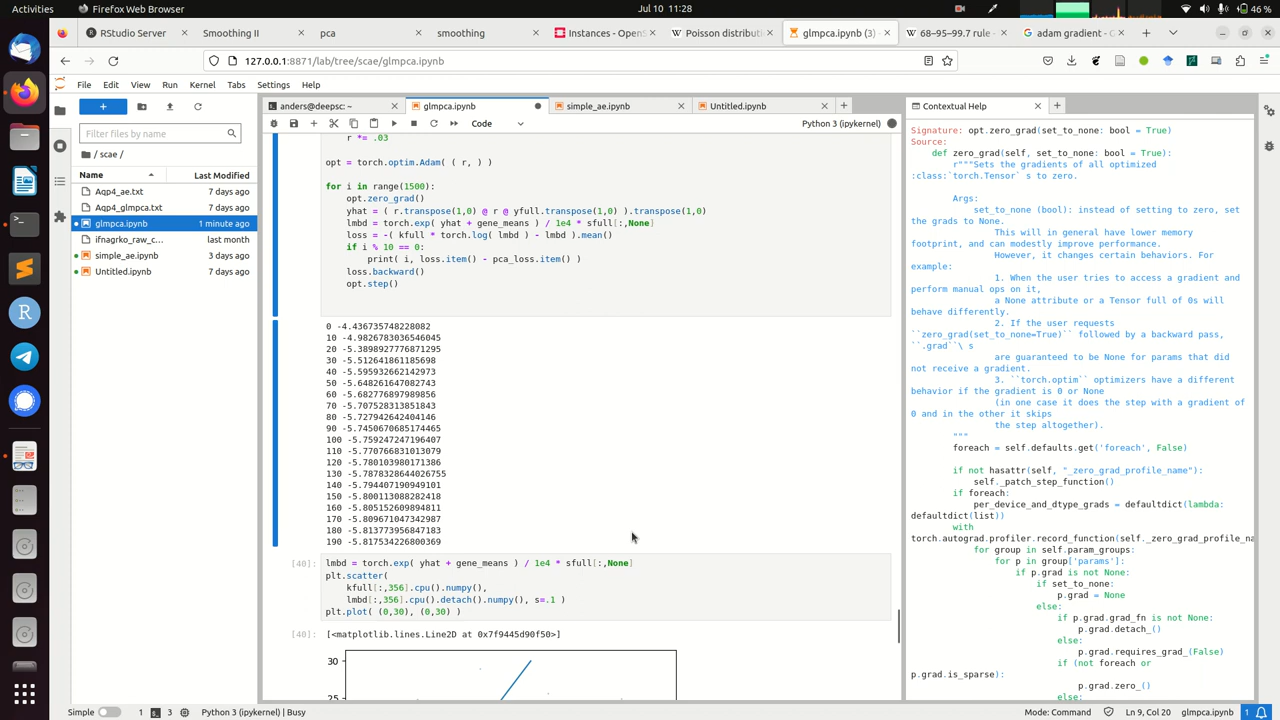 Activities
Firefox Web Browser
Jul 10 11:28
46 %
RStudio Server
Smoothing II
pca
smoothing
Instances - OpenS
Poisson distributi
glmpca.ipynb (3)
68–95–99.7 rule -
adam gradient -
127.0.0.1:8871/lab/tree/scae/glmpca.ipynb
File Edit View Run Kernel Tabs Settings Help
anders@deepsc: ~
glmpca.ipynb
simple_ae.ipynb
Untitled.ipynb
Contextual Help
Code
Python 3 (ipykernel)
Filter files by name
/ scae /
Name
Last Modified
Aqp4_ae.txt 7 days ago
Aqp4_glmpca.txt 7 days ago
glmpca.ipynb 1 minute ago
ifnagrko_raw_c... last month
simple_ae.ipynb 3 days ago
Untitled.ipynb 7 days ago
r *= .03
opt = torch.optim.Adam( ( r, ) )
for i in range(1500):
opt.zero_grad()
yhat = ( r.transpose(1,0) @ r @ yfull.transpose(1,0) ).transpose(1,0)
lmbd = torch.exp( yhat + gene_means ) / 1e4 * sfull[:,None]
loss = -( kfull * torch.log( lmbd ) - lmbd ).mean()
if i % 10 == 0:
print( i, loss.item() - pca_loss.item() )
loss.backward()
opt.step()
0 -4.436735748228082
10 -4.9826783036546045
20 -5.3898927767871295
30 -5.512641861185698
40 -5.595932662142973
50 -5.648261647082743
60 -5.682776897989856
70 -5.707528313851843
80 -5.727942642404146
90 -5.7450670685174465
100 -5.759247247196407
110 -5.770766831013079
120 -5.780103980171386
130 -5.7878328644026755
140 -5.794407190949101
150 -5.800113088282418
160 -5.805152609894811
170 -5.809671047342987
180 -5.813773956847183
190 -5.817534226800369
[40]: lmbd = torch.exp( yhat + gene_means ) / 1e4 * sfull[:,None]
plt.scatter(
kfull[:,356].cpu().numpy(),
lmbd[:,356].cpu().detach().numpy(), s=.1 )
plt.plot( (0,30), (0,30) )
[40]: [<matplotlib.lines.Line2D at 0x7f9445d90f50>]
30
25
Signature: opt.zero_grad(set_to_none: bool = True)
Source:
def zero_grad(self, set_to_none: bool = True):
r"""Sets the gradients of all optimized
:class:`torch.Tensor` s to zero.
Args:
set_to_none (bool): instead of setting to zero, set
the grads to None.
This will in general have lower memory
footprint, and can modestly improve performance.
However, it changes certain behaviors. For
example:
1. When the user tries to access a gradient and
perform manual ops on it,
a None attribute or a Tensor full of 0s will
behave differently.
2. If the user requests
``zero_grad(set_to_none=True)`` followed by a backward pass,
``.grad``\ s
are guaranteed to be None for params that did
not receive a gradient.
3. ``torch.optim`` optimizers have a different
behavior if the gradient is 0 or None
(in one case it does the step with a gradient of
0 and in the other it skips
the step altogether).
"""
foreach = self.defaults.get('foreach', False)
if not hasattr(self, "_zero_grad_profile_name"):
self._patch_step_function()
if foreach:
per_device_and_dtype_grads = defaultdict(lambda:
defaultdict(list))
with
torch.autograd.profiler.record_function(self._zero_grad_profile_na
for group in self.param_groups:
for p in group['params']:
if p.grad is not None:
if set_to_none:
p.grad = None
else:
if p.grad.grad_fn is not None:
p.grad.detach_()
else:
p.grad.requires_grad_(False)
if (not foreach or
p.grad.is_sparse):
p.grad.zero_()
else:
Simple
1
3
Python 3 (ipykernel) | Busy
Mode: Command
Ln 9, Col 20
glmpca.ipynb
1